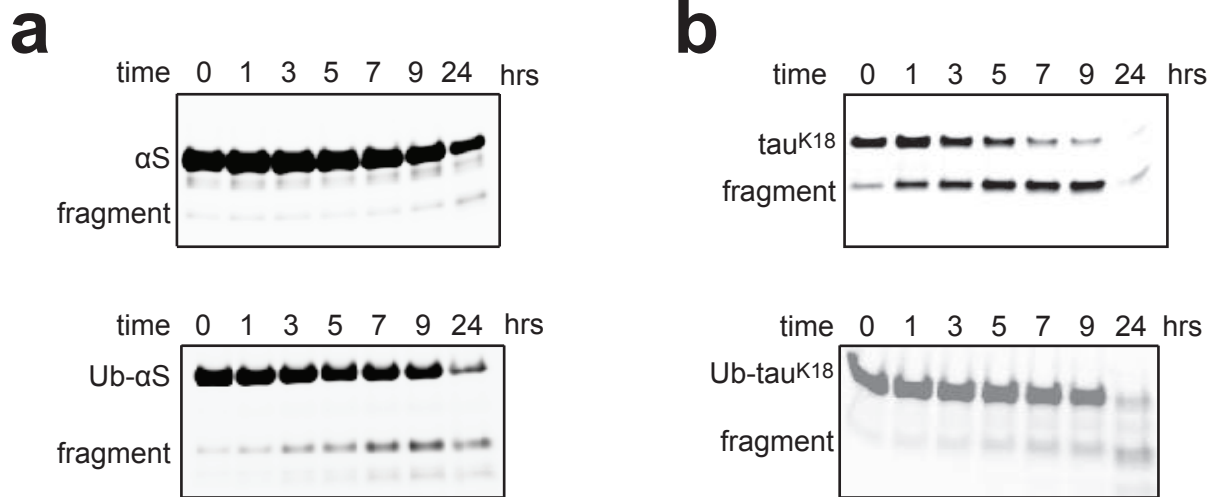 a
time 0 1 3 5 7 9 24 hrs
αS
fragment
time 0 1 3 5 7 9 24 hrs
Ub-αS
fragment
b
time 0 1 3 5 7 9 24 hrs
tauK18
fragment
time 0 1 3 5 7 9 24 hrs
Ub-tauK18
fragment